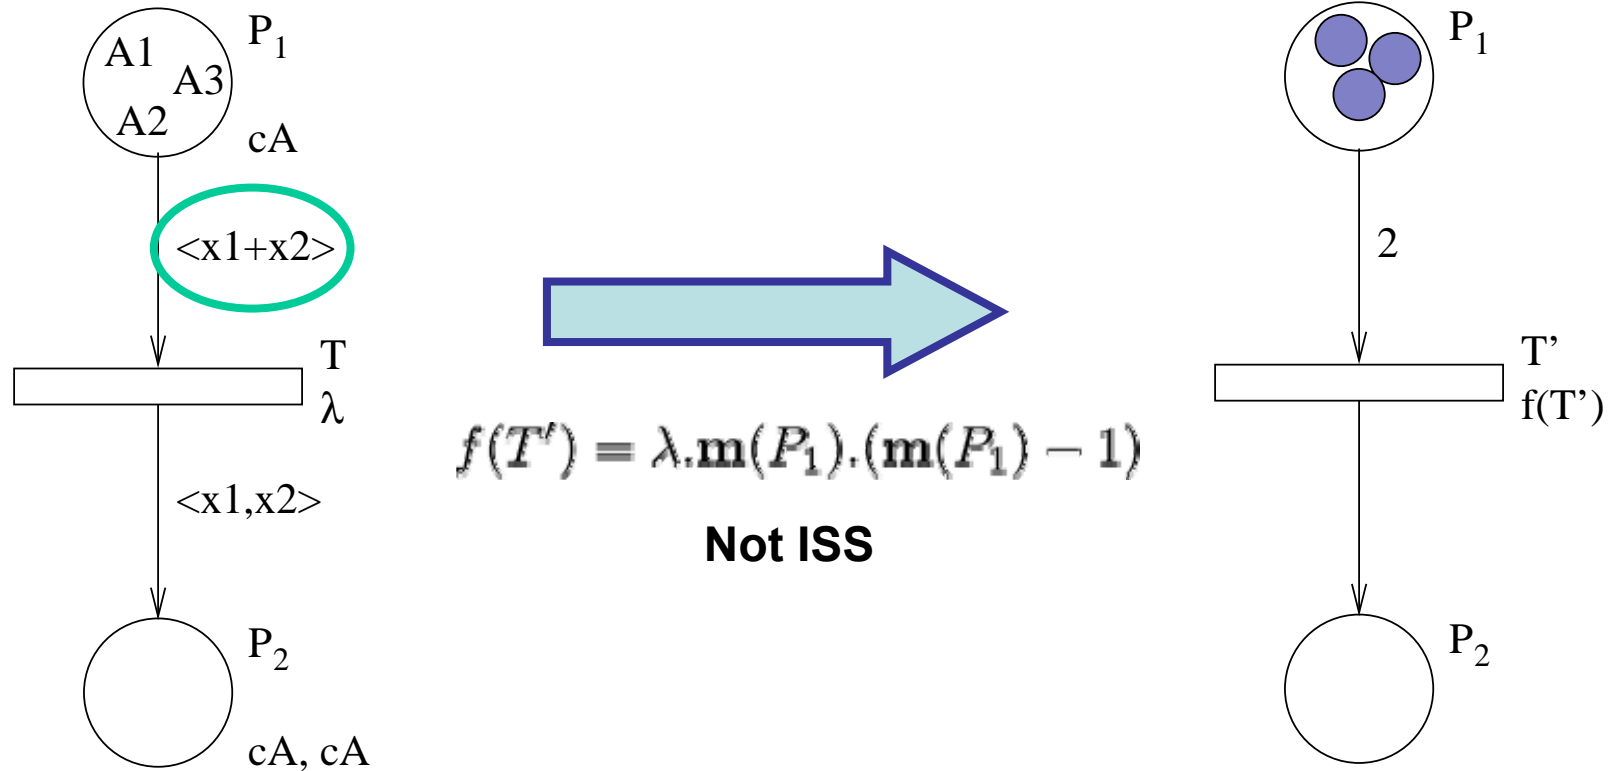 A1
A3
A2
P1
cA
<x1+x2>
T
λ
<x1,x2>
P2
cA, cA
f(T′) = λ.m(P1).(m(P1) − 1)
Not ISS
P1
2
T’
f(T’)
P2